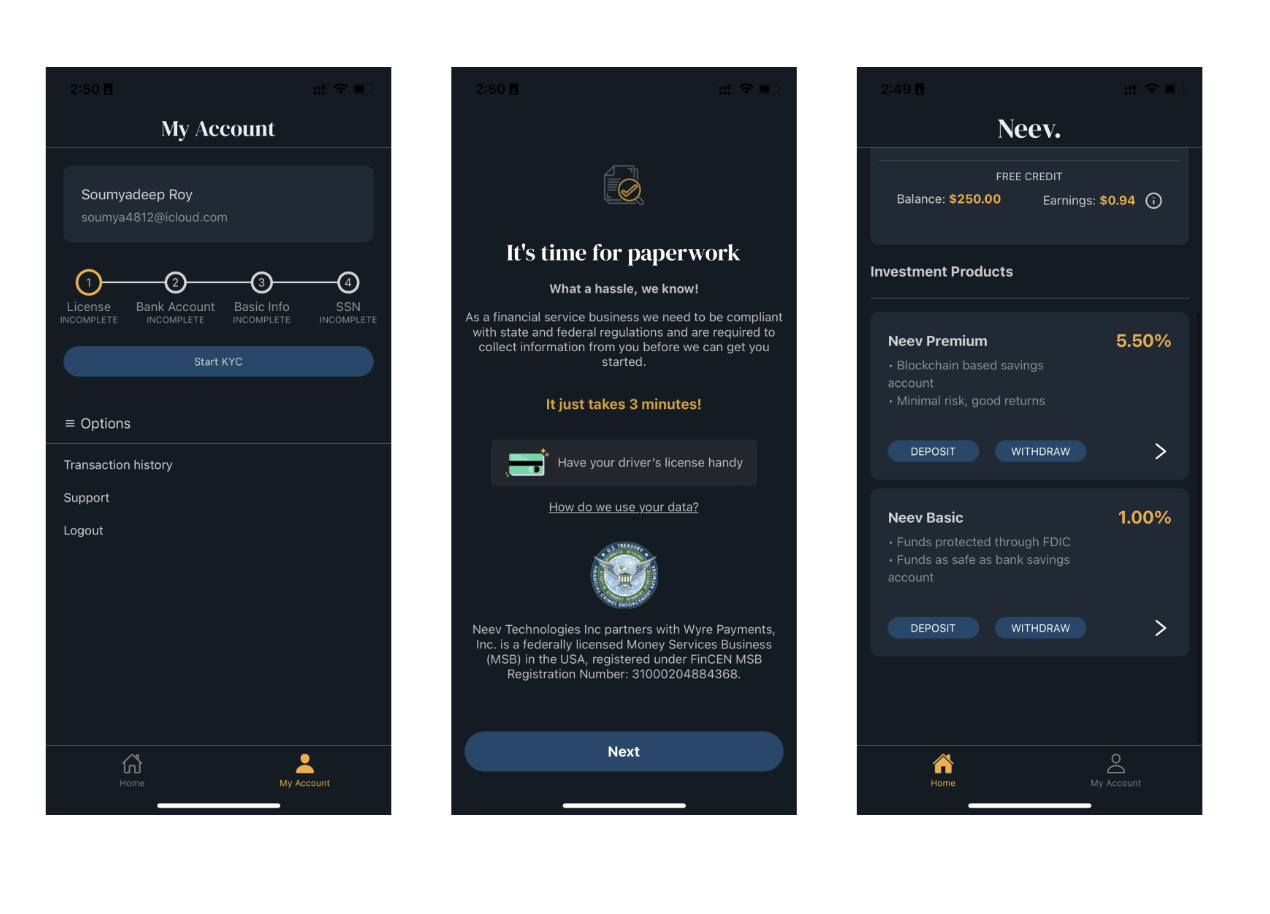 2:50
My Account
Soumyadeep Roy
soumya4812@icloud.com
1 2 3 4
License Bank Account Basic Info SSN
INCOMPLETE INCOMPLETE INCOMPLETE INCOMPLETE
Start KYC
≡ Options
Transaction history
Support
Logout
Home My Account
2:50
It's time for paperwork
What a hassle, we know!
As a financial service business we need to be compliant
with state and federal regulations and are required to
collect information from you before we can get you
started.
It just takes 3 minutes!
Have your driver's license handy
How do we use your data?
U.S. TREASURY
FINANCIAL CRIMES ENFORCEMENT NETWORK
Neev Technologies Inc partners with Wyre Payments,
Inc. is a federally licensed Money Services Business
(MSB) in the USA, registered under FinCEN MSB
Registration Number: 31000204884368.
Next
2:49
Neev.
FREE CREDIT
Balance: $250.00 Earnings: $0.94
Investment Products
Neev Premium 5.50%
• Blockchain based savings
account
• Minimal risk, good returns
DEPOSIT WITHDRAW
Neev Basic 1.00%
• Funds protected through FDIC
• Funds as safe as bank savings
account
DEPOSIT WITHDRAW
Home My Account